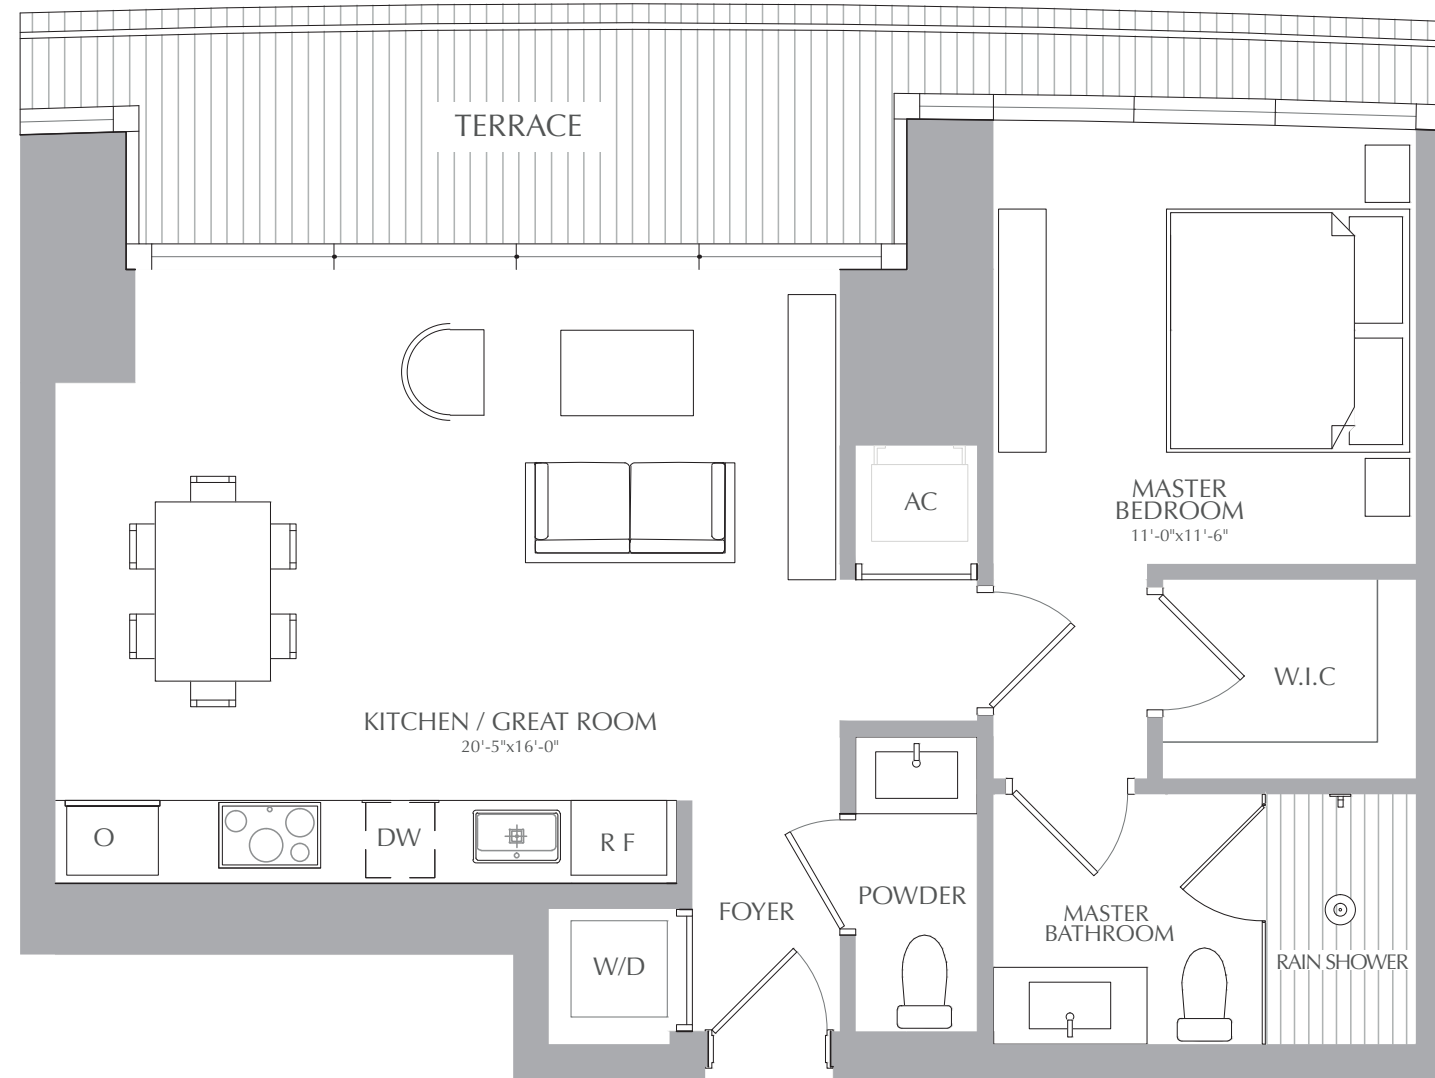 TERRACE
AC
MASTER
BEDROOM
11'-0"x11'-6"
W.I.C
KITCHEN / GREAT ROOM
20'-5"x16'-0"
O
DW
R F
FOYER
POWDER
MASTER
BATHROOM
W/D
RAIN SHOWER